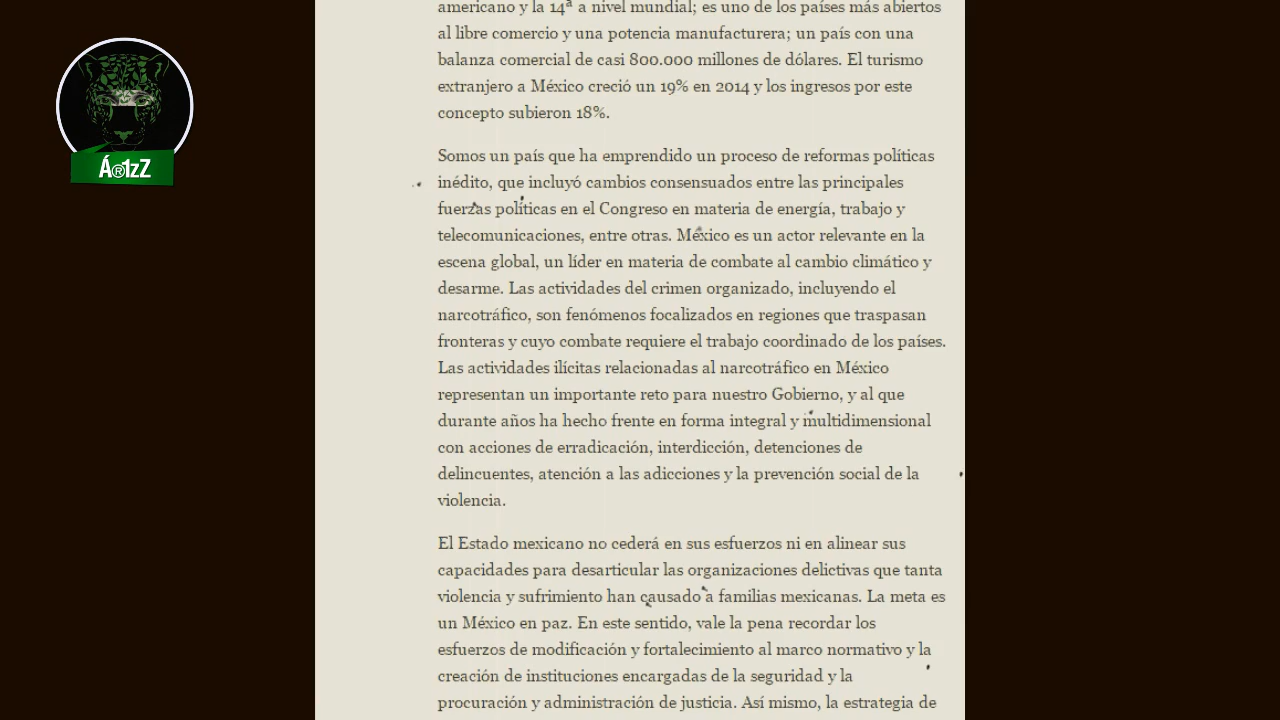 americano y la 14ª a nivel mundial; es uno de los países más abiertos
al libre comercio y una potencia manufacturera; un país con una
balanza comercial de casi 800.000 millones de dólares. El turismo
extranjero a México creció un 19% en 2014 y los ingresos por este
concepto subieron 18%.
Somos un país que ha emprendido un proceso de reformas políticas
inédito, que incluyó cambios consensuados entre las principales
fuerzas políticas en el Congreso en materia de energía, trabajo y
telecomunicaciones, entre otras. México es un actor relevante en la
escena global, un líder en materia de combate al cambio climático y
desarme. Las actividades del crimen organizado, incluyendo el
narcotráfico, son fenómenos focalizados en regiones que traspasan
fronteras y cuyo combate requiere el trabajo coordinado de los países.
Las actividades ilícitas relacionadas al narcotráfico en México
representan un importante reto para nuestro Gobierno, y al que
durante años ha hecho frente en forma integral y multidimensional
con acciones de erradicación, interdicción, detenciones de
delincuentes, atención a las adicciones y la prevención social de la
violencia.
El Estado mexicano no cederá en sus esfuerzos ni en alinear sus
capacidades para desarticular las organizaciones delictivas que tanta
violencia y sufrimiento han causado a familias mexicanas. La meta es
un México en paz. En este sentido, vale la pena recordar los
esfuerzos de modificación y fortalecimiento al marco normativo y la
creación de instituciones encargadas de la seguridad y la
procuración y administración de justicia. Así mismo, la estrategia de
Á®1zZ